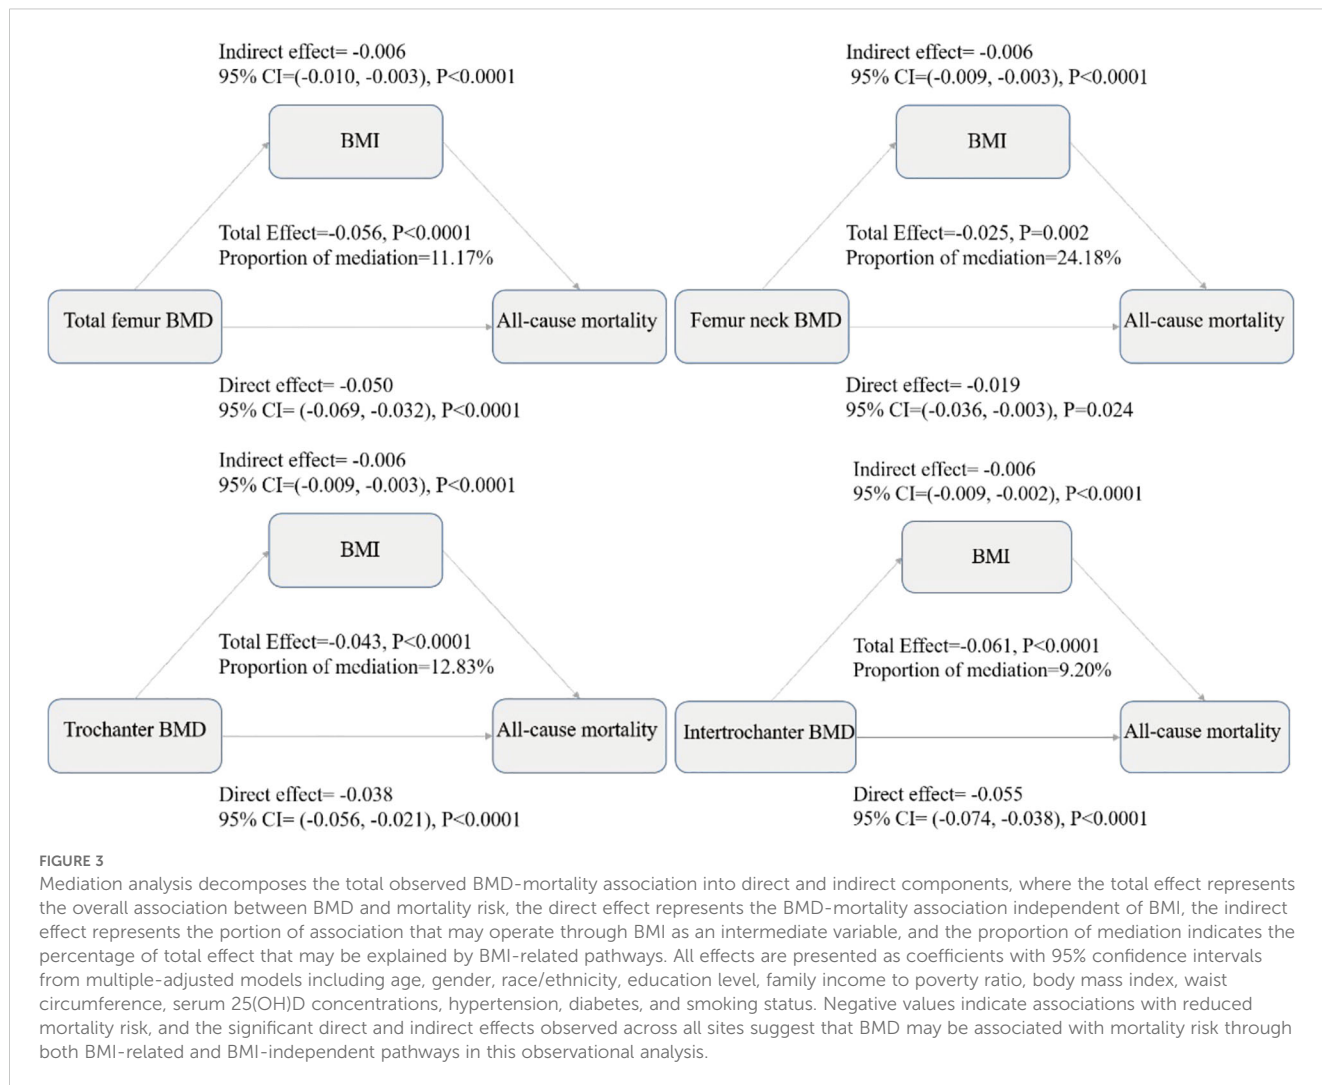 Indirect effect= -0.006
95% CI=(-0.010, -0.003), P<0.0001
BMI
Total Effect=-0.056, P<0.0001
Proportion of mediation=11.17%
Total femur BMD
All-cause mortality
Direct effect= -0.050
95% CI= (-0.069, -0.032), P<0.0001
Indirect effect= -0.006
95% CI=(-0.009, -0.003), P<0.0001
BMI
Total Effect=-0.025, P=0.002
Proportion of mediation=24.18%
Femur neck BMD
All-cause mortality
Direct effect= -0.019
95% CI=(-0.036, -0.003), P=0.024
Indirect effect= -0.006
95% CI=(-0.009, -0.003), P<0.0001
BMI
Total Effect=-0.043, P<0.0001
Proportion of mediation=12.83%
Trochanter BMD
All-cause mortality
Direct effect= -0.038
95% CI= (-0.056, -0.021), P<0.0001
Indirect effect= -0.006
95% CI=(-0.009, -0.002), P<0.0001
BMI
Total Effect=-0.061, P<0.0001
Proportion of mediation=9.20%
Intertrochanter BMD
All-cause mortality
Direct effect= -0.055
95% CI= (-0.074, -0.038), P<0.0001
FIGURE 3
Mediation analysis decomposes the total observed BMD-mortality association into direct and indirect components, where the total effect represents
the overall association between BMD and mortality risk, the direct effect represents the BMD-mortality association independent of BMI, the indirect
effect represents the portion of association that may operate through BMI as an intermediate variable, and the proportion of mediation indicates the
percentage of total effect that may be explained by BMI-related pathways. All effects are presented as coefficients with 95% confidence intervals
from multiple-adjusted models including age, gender, race/ethnicity, education level, family income to poverty ratio, body mass index, waist
circumference, serum 25(OH)D concentrations, hypertension, diabetes, and smoking status. Negative values indicate associations with reduced
mortality risk, and the significant direct and indirect effects observed across all sites suggest that BMD may be associated with mortality risk through
both BMI-related and BMI-independent pathways in this observational analysis.